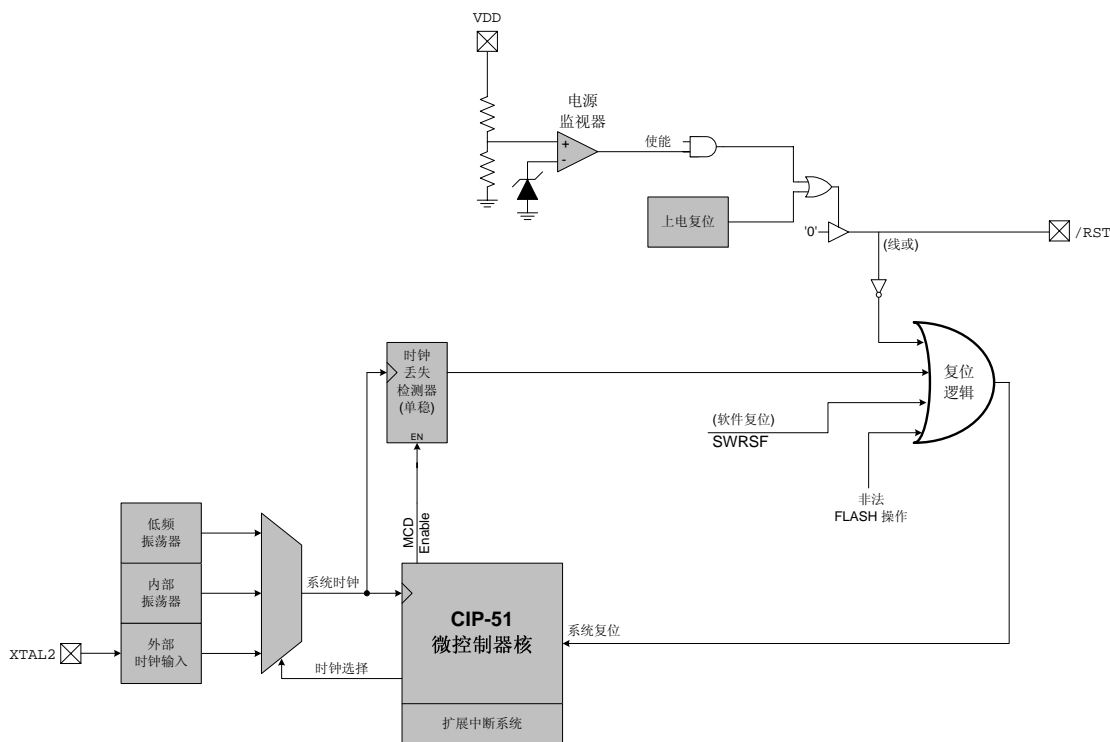 VDD
电源
监视器
+
-
使能
上电复位
'0'
(线或)
/RST
时钟
丢失
检测器
(单稳)
EN
复位
逻辑
(软件复位)
SWRSF
非法
FLASH 操作
MCD
Enable
低频
振荡器
内部
振荡器
外部
时钟输入
XTAL2
系统时钟
时钟选择
CIP-51
微控制器核
扩展中断系统
系统复位